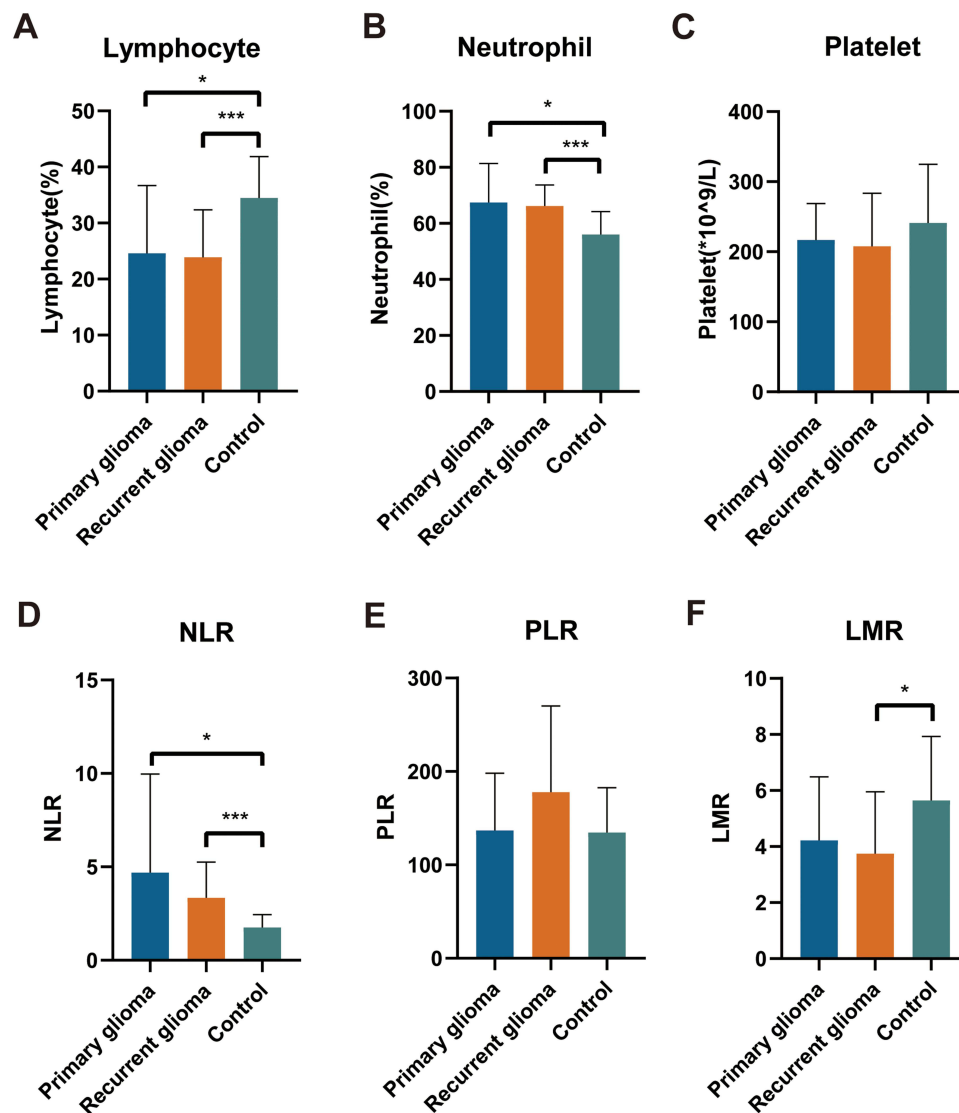 A
Lymphocyte
*
***
50
40
30
20
10
0
Lymphocyte(%)
Primary glioma
Recurrent glioma
Control
B
Neutrophil
*
***
100
80
60
40
20
0
Neutrophil(%)
Primary glioma
Recurrent glioma
Control
C
Platelet
400
300
200
100
0
Platelet(*10^9/L)
Primary glioma
Recurrent glioma
Control
D
NLR
*
***
15
10
5
0
NLR
Primary glioma
Recurrent glioma
Control
E
PLR
300
200
100
0
PLR
Primary glioma
Recurrent glioma
Control
F
LMR
*
10
8
6
4
2
0
LMR
Primary glioma
Recurrent glioma
Control